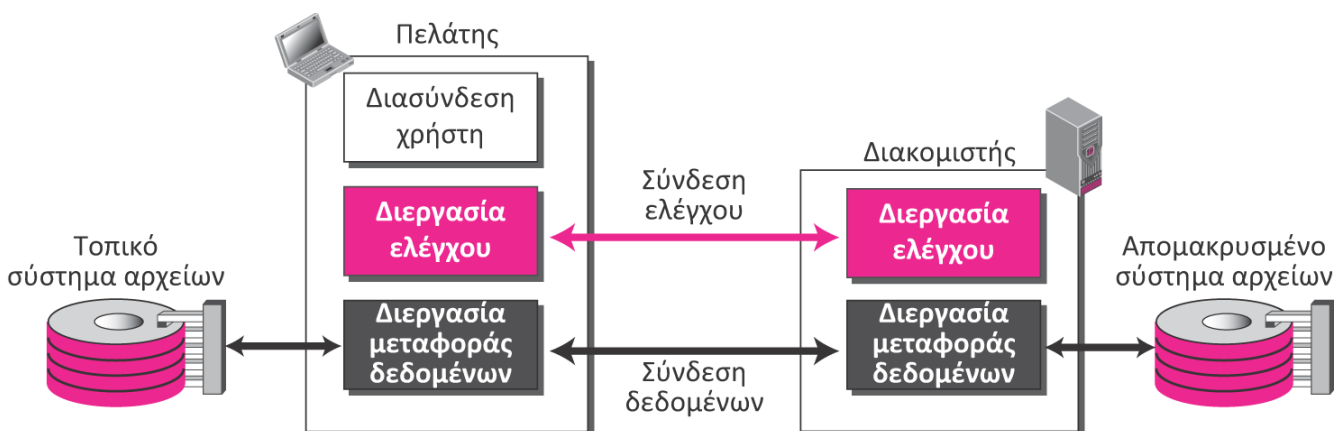 Πελάτης
Διασύνδεση
χρήστη
Διακομιστής
Σύνδεση
ελέγχου
Διεργασία
ελέγχου
Διεργασία
ελέγχου
Τοπικό
σύστημα αρχείων
Απομακρυσμένο
σύστημα αρχείων
Διεργασία
μεταφοράς
δεδομένων
Διεργασία
μεταφοράς
δεδομένων
Σύνδεση
δεδομένων